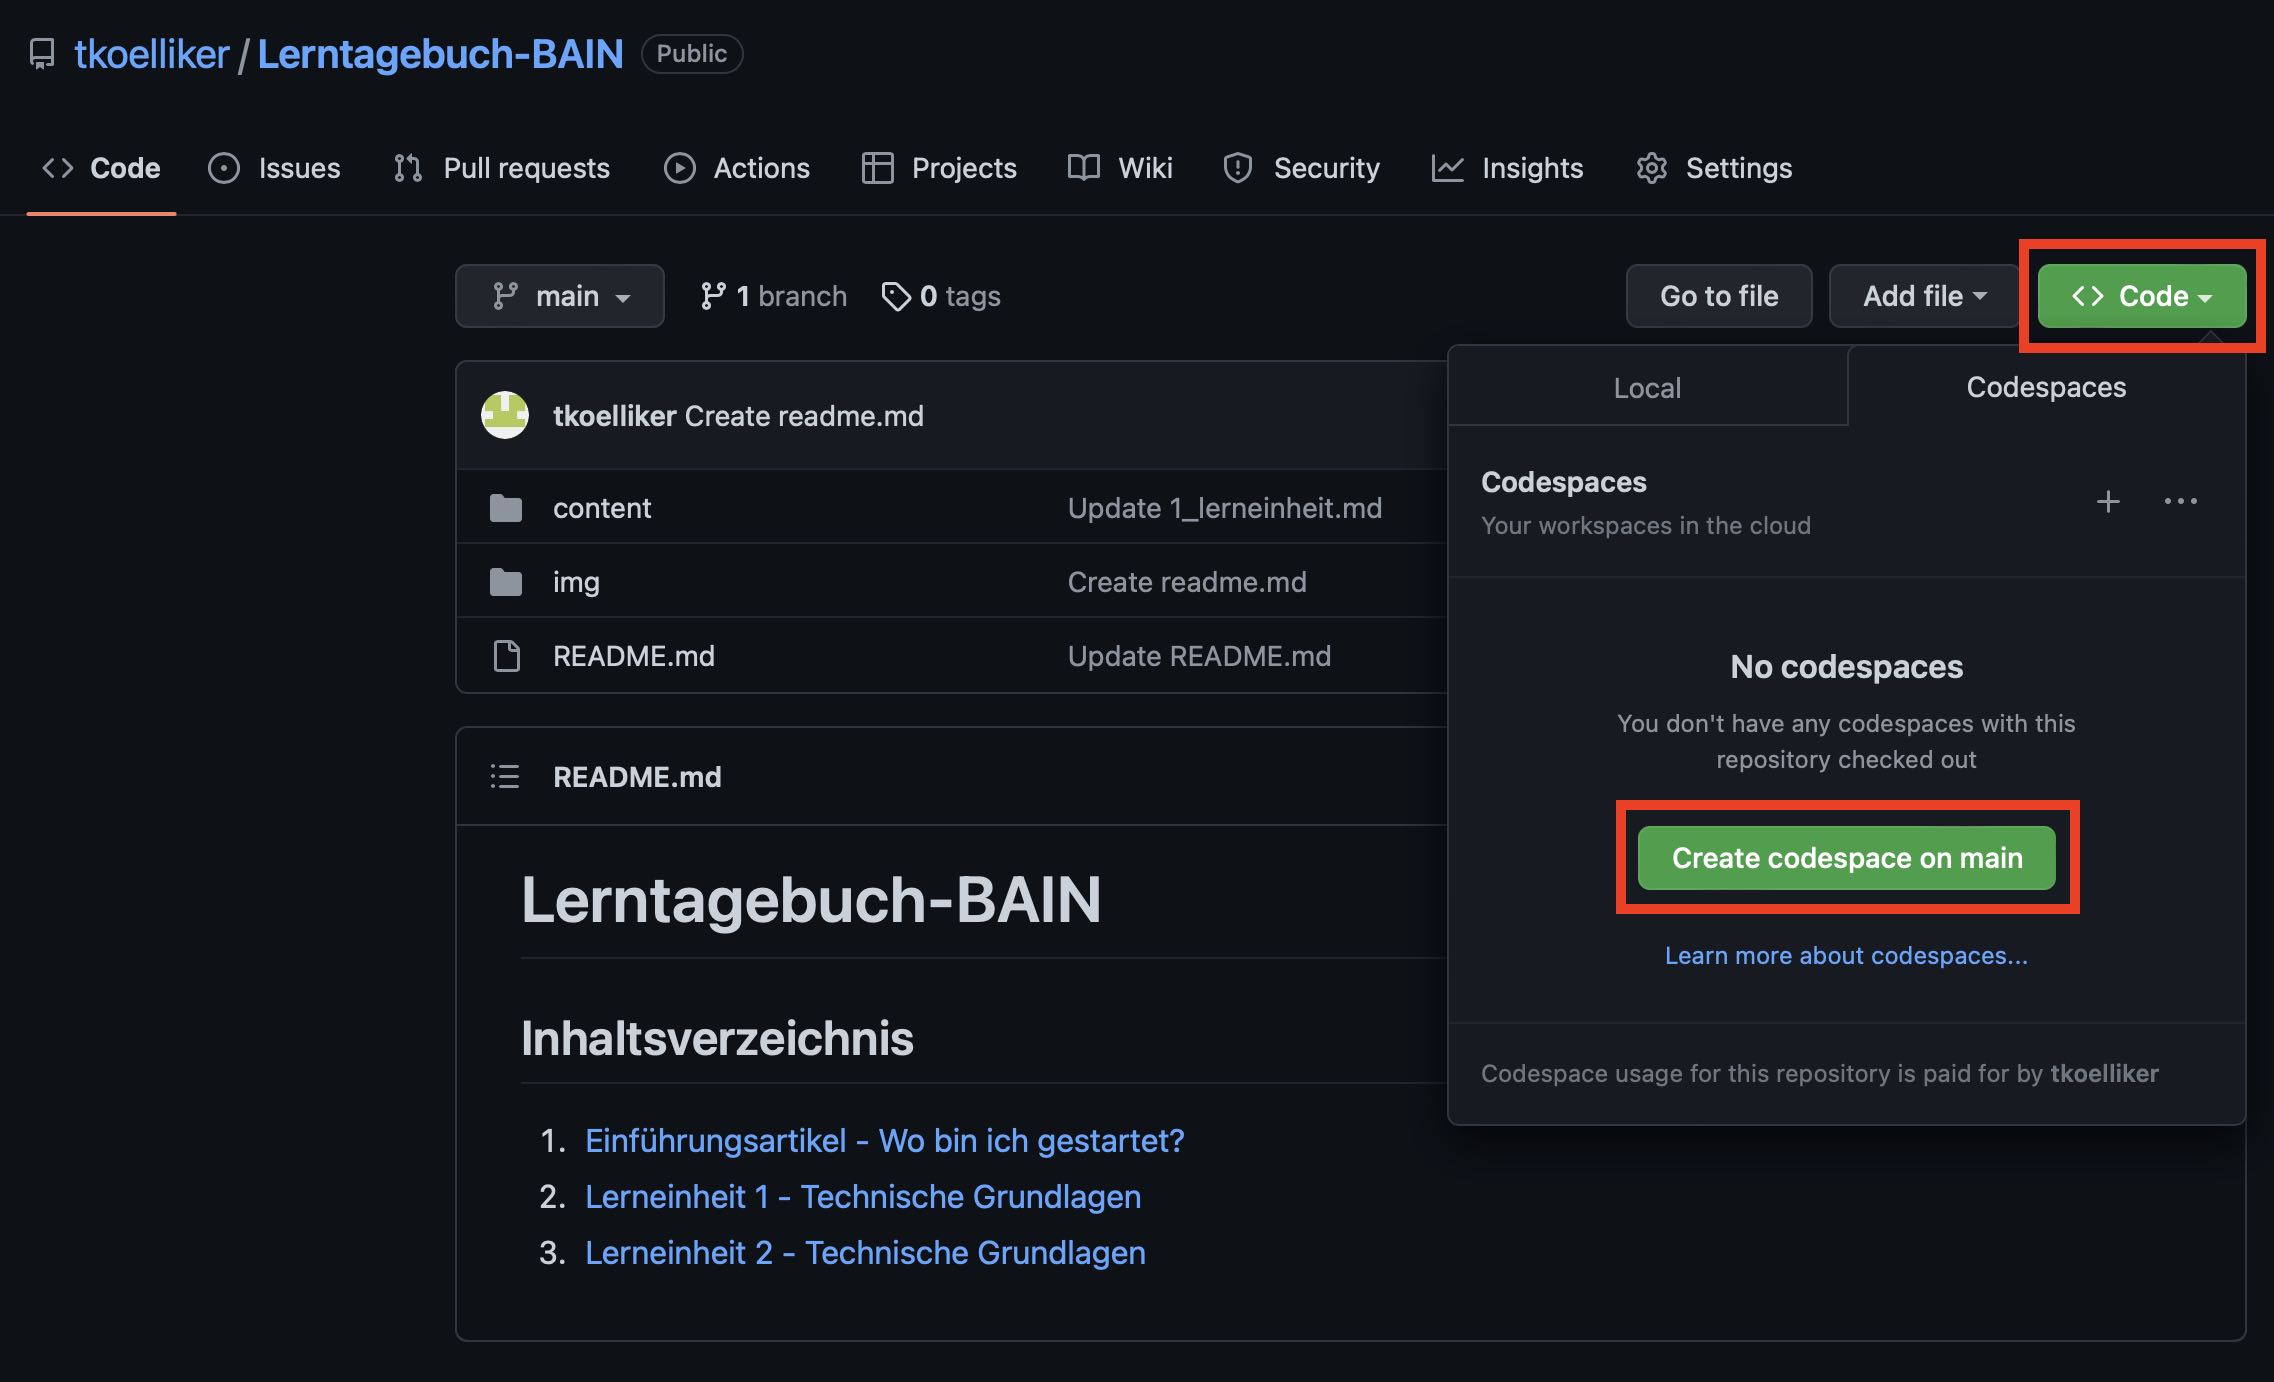 tkoelliker / Lerntagebuch-BAIN Public
Code Issues Pull requests Actions Projects Wiki Security Insights Settings
main 1 branch 0 tags Go to file Add file Code
tkoelliker Create readme.md
content Update 1_lerneinheit.md
img Create readme.md
README.md Update README.md
README.md
Lerntagebuch-BAIN
Inhaltsverzeichnis
1. Einführungsartikel - Wo bin ich gestartet?
2. Lerneinheit 1 - Technische Grundlagen
3. Lerneinheit 2 - Technische Grundlagen
Local Codespaces
Codespaces
Your workspaces in the cloud
No codespaces
You don't have any codespaces with this
repository checked out
Create codespace on main
Learn more about codespaces...
Codespace usage for this repository is paid for by tkoelliker